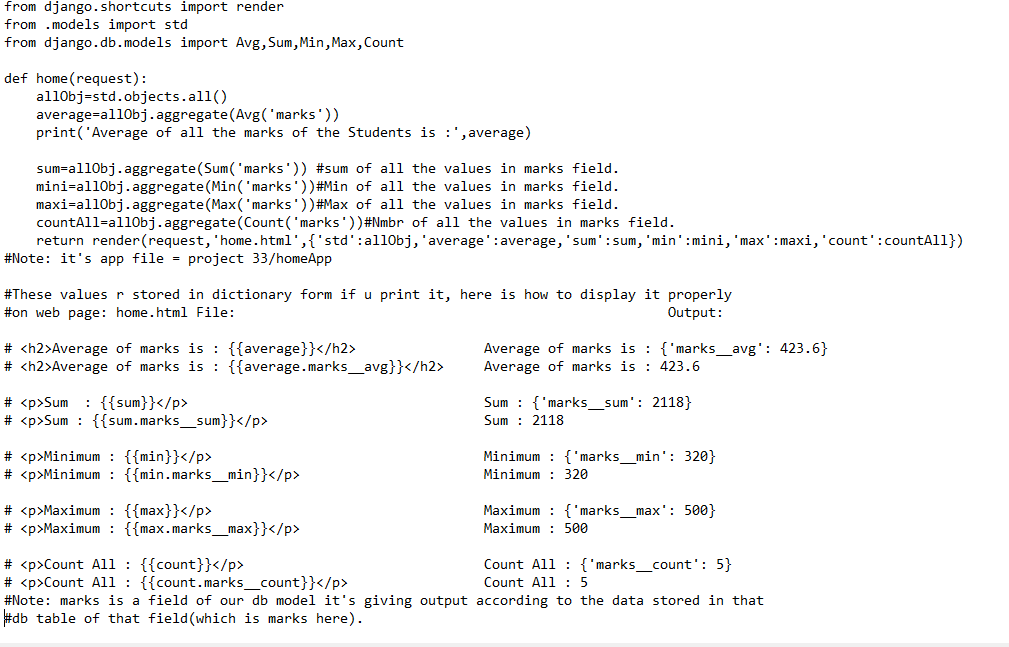 from django.shortcuts import render
from .models import std
from django.db.models import Avg,Sum,Min,Max,Count
def home(request):
    allObj=std.objects.all()
    average=allObj.aggregate(Avg('marks'))
    print('Average of all the marks of the Students is :',average)
    sum=allObj.aggregate(Sum('marks')) #sum of all the values in marks field.
    mini=allObj.aggregate(Min('marks'))#Min of all the values in marks field.
    maxi=allObj.aggregate(Max('marks'))#Max of all the values in marks field.
    countAll=allObj.aggregate(Count('marks'))#Nmbr of all the values in marks field.
    return render(request,'home.html',{'std':allObj,'average':average,'sum':sum,'min':mini,'max':maxi,'count':countAll})
#Note: it's app file = project 33/homeApp
#These values r stored in dictionary form if u print it, here is how to display it properly
#on web page: home.html File:                                                      Output:
# <h2>Average of marks is : {{average}}</h2>                Average of marks is : {'marks__avg': 423.6}
# <h2>Average of marks is : {{average.marks__avg}}</h2>     Average of marks is : 423.6
# <p>Sum  : {{sum}}</p>                                     Sum : {'marks__sum': 2118}
# <p>Sum : {{sum.marks__sum}}</p>                           Sum : 2118
# <p>Minimum : {{min}}</p>                                  Minimum : {'marks__min': 320}
# <p>Minimum : {{min.marks__min}}</p>                       Minimum : 320
# <p>Maximum : {{max}}</p>                                  Maximum : {'marks__max': 500}
# <p>Maximum : {{max.marks__max}}</p>                       Maximum : 500
# <p>Count All : {{count}}</p>                              Count All : {'marks__count': 5}
# <p>Count All : {{count.marks__count}}</p>                 Count All : 5
#Note: marks is a field of our db model it's giving output according to the data stored in that
#db table of that field(which is marks here).